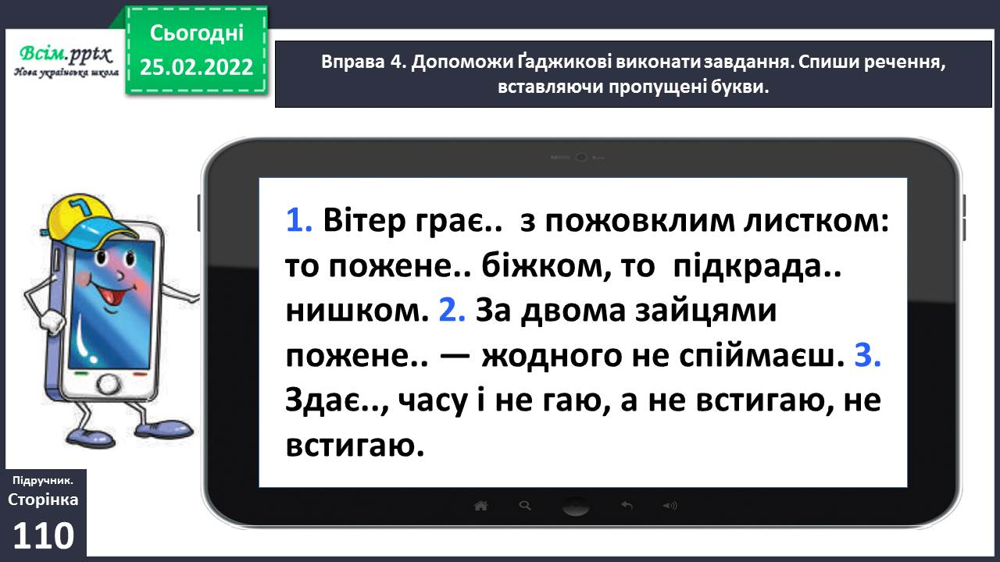 Всім.pptx
Нова українська школа
Сьогодні
25.02.2022
Вправа 4. Допоможи Ґаджикові виконати завдання. Спиши речення,
вставляючи пропущені букви.
1. Вітер грає.. з пожовклим листком:
то пожене.. біжком, то підкрада..
нишком. 2. За двома зайцями
пожене.. — жодного не спіймаєш. 3.
Здає.., часу і не гаю, а не встигаю, не
встигаю.
Підручник.
Сторінка
110